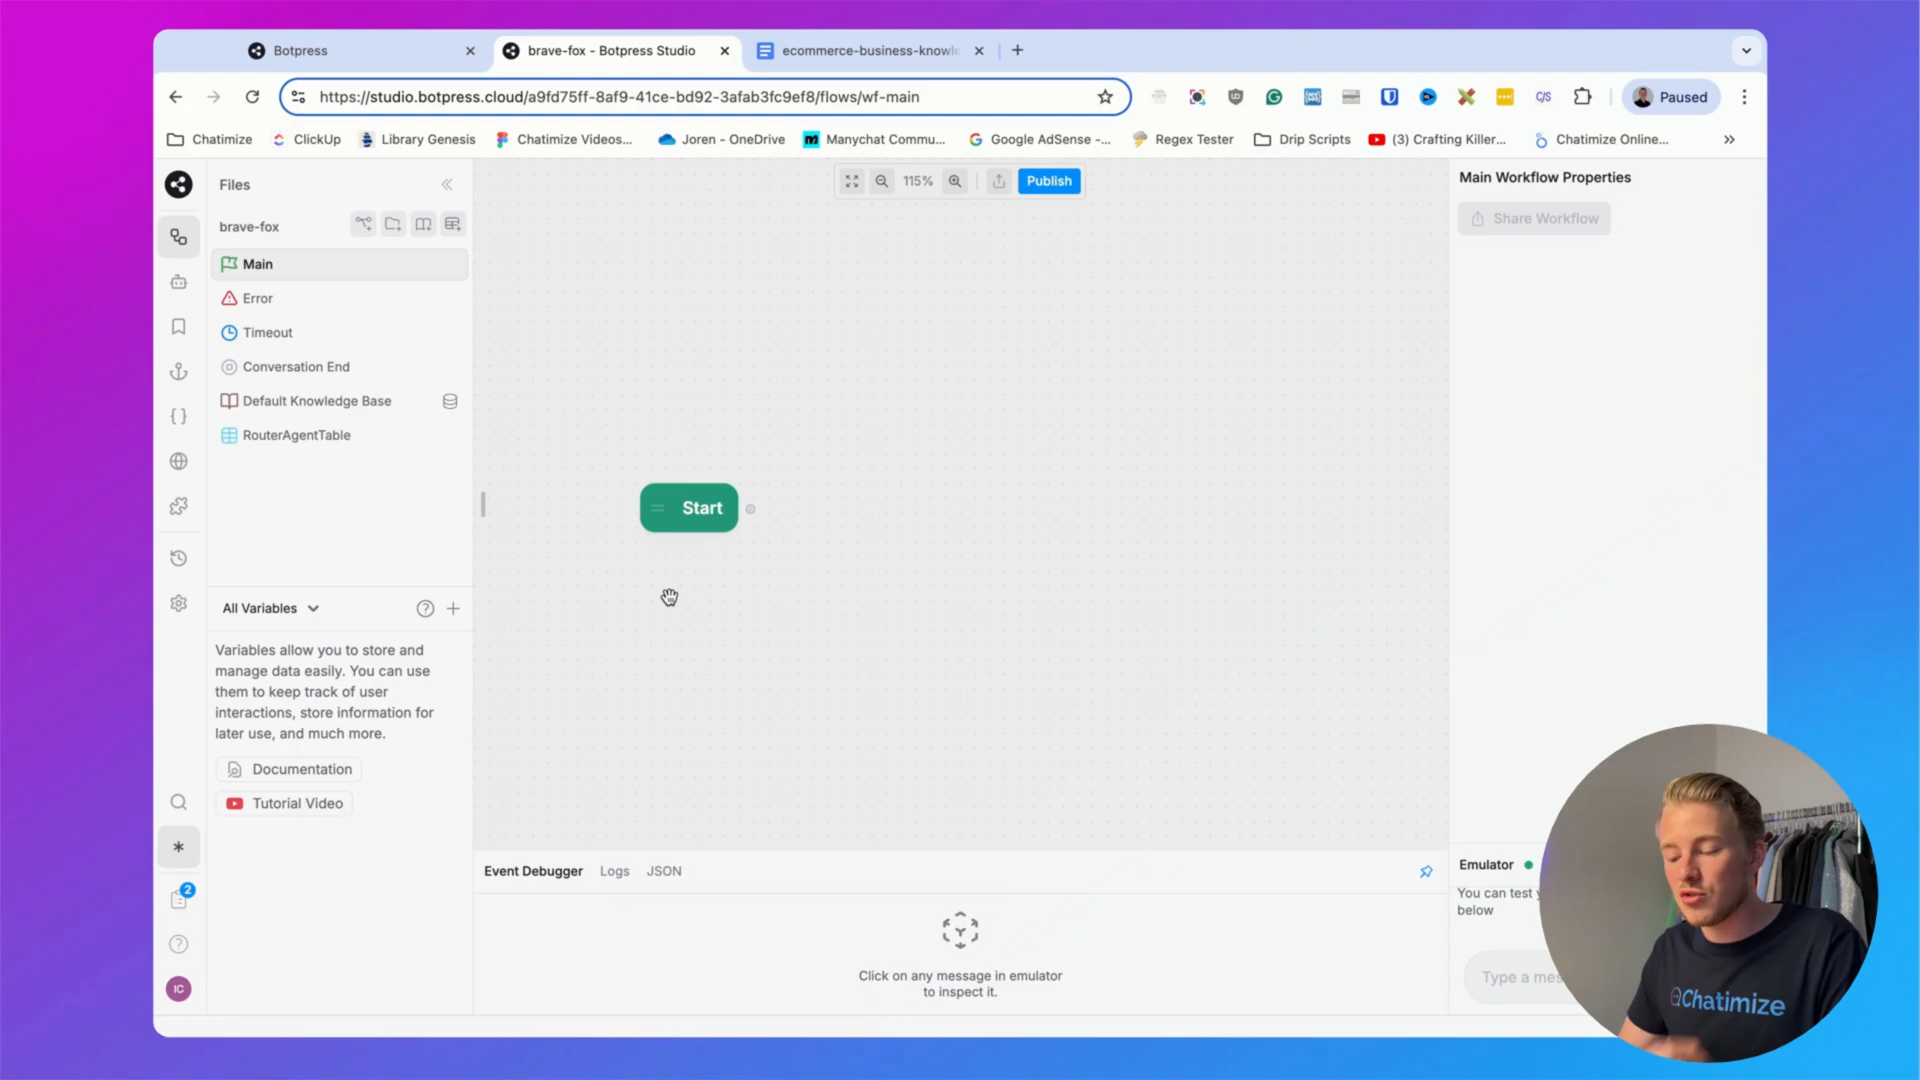 Botpress
brave-fox - Botpress Studio
ecommerce-business-knowle
https://studio.botpress.cloud/a9fd75ff-8af9-41ce-bd92-3afab3fc9ef8/flows/wf-main
Paused
Chatimize
ClickUp
Library Genesis
Chatimize Videos...
Joren - OneDrive
Manychat Commu...
Google AdSense -...
Regex Tester
Drip Scripts
(3) Crafting Killer...
Chatimize Online...
Files
115%
Publish
Main Workflow Properties
Share Workflow
brave-fox
Main
Error
Timeout
Conversation End
Default Knowledge Base
RouterAgentTable
Start
All Variables
Variables allow you to store and
manage data easily. You can use
them to keep track of user
interactions, store information for
later use, and much more.
Documentation
Tutorial Video
2
IC
Event Debugger
Logs
JSON
Click on any message in emulator
to inspect it.
Emulator
You can test
below
Type a mes
Chatimize